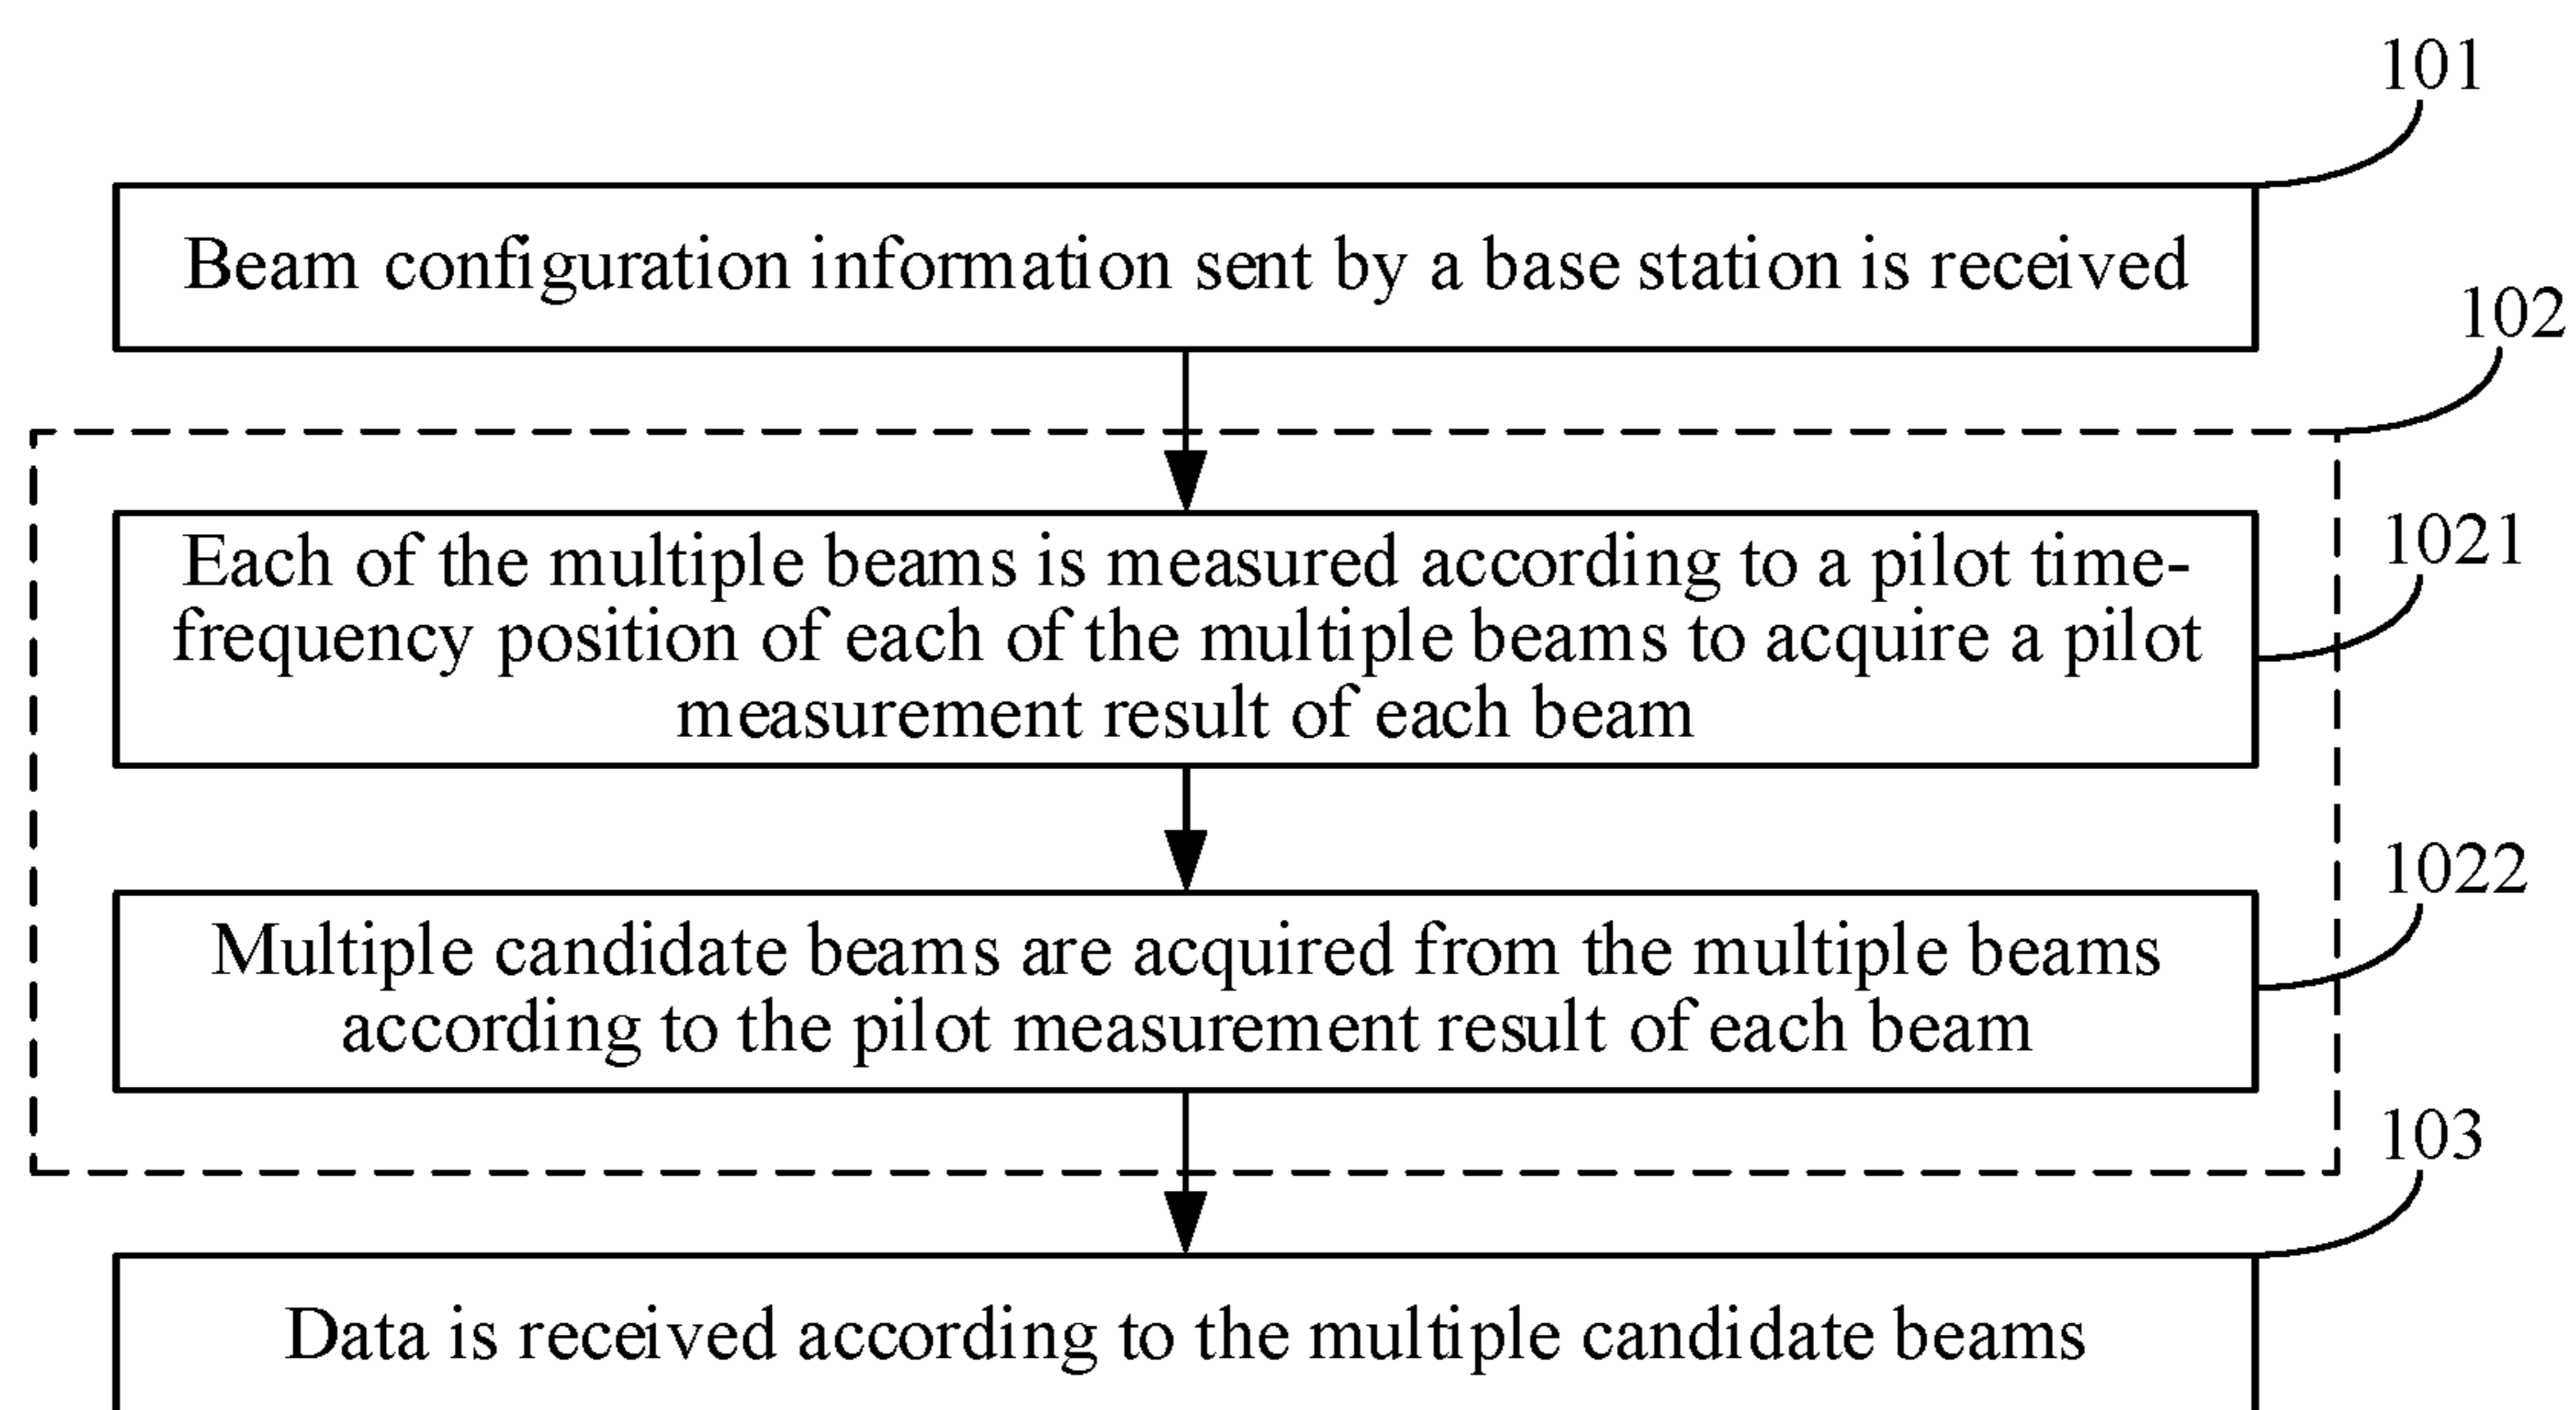 101
Beam configuration information sent by a base station is received
102
Each of the multiple beams is measured according to a pilot time-
frequency position of each of the multiple beams to acquire a pilot
measurement result of each beam
1021
Multiple candidate beams are acquired from the multiple beams
according to the pilot measurement result of each beam
1022
103
Data is received according to the multiple candidate beams